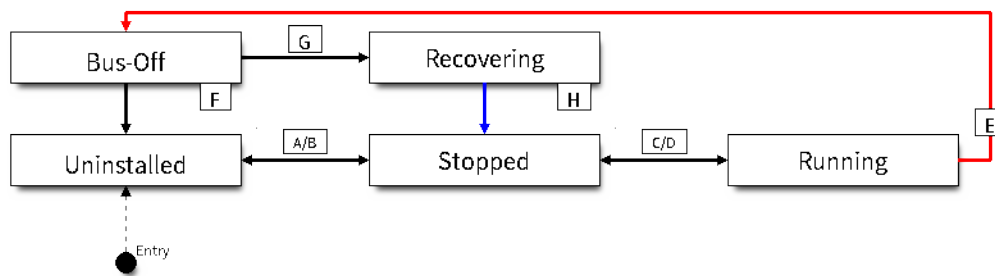 G
Bus-Off
Recovering
F
H
E
A/B
C/D
Uninstalled
Stopped
Running
Entry